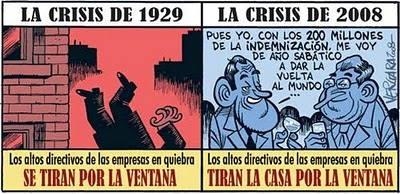 LA CRISIS DE 1929
Los altos directivos de las empresas en quiebra
SE TIRAN POR LA VENTANA
LA CRISIS DE 2008
PUES YO, CON LOS 200 MILLONES
DE LA INDEMNIZACIÓN, ME VOY
DE AÑO SABÁTICO
A DAR LA
VUELTA
AL MUNDO...
Los altos directivos de las empresas en quiebra
TIRAN LA CASA POR LA VENTANA